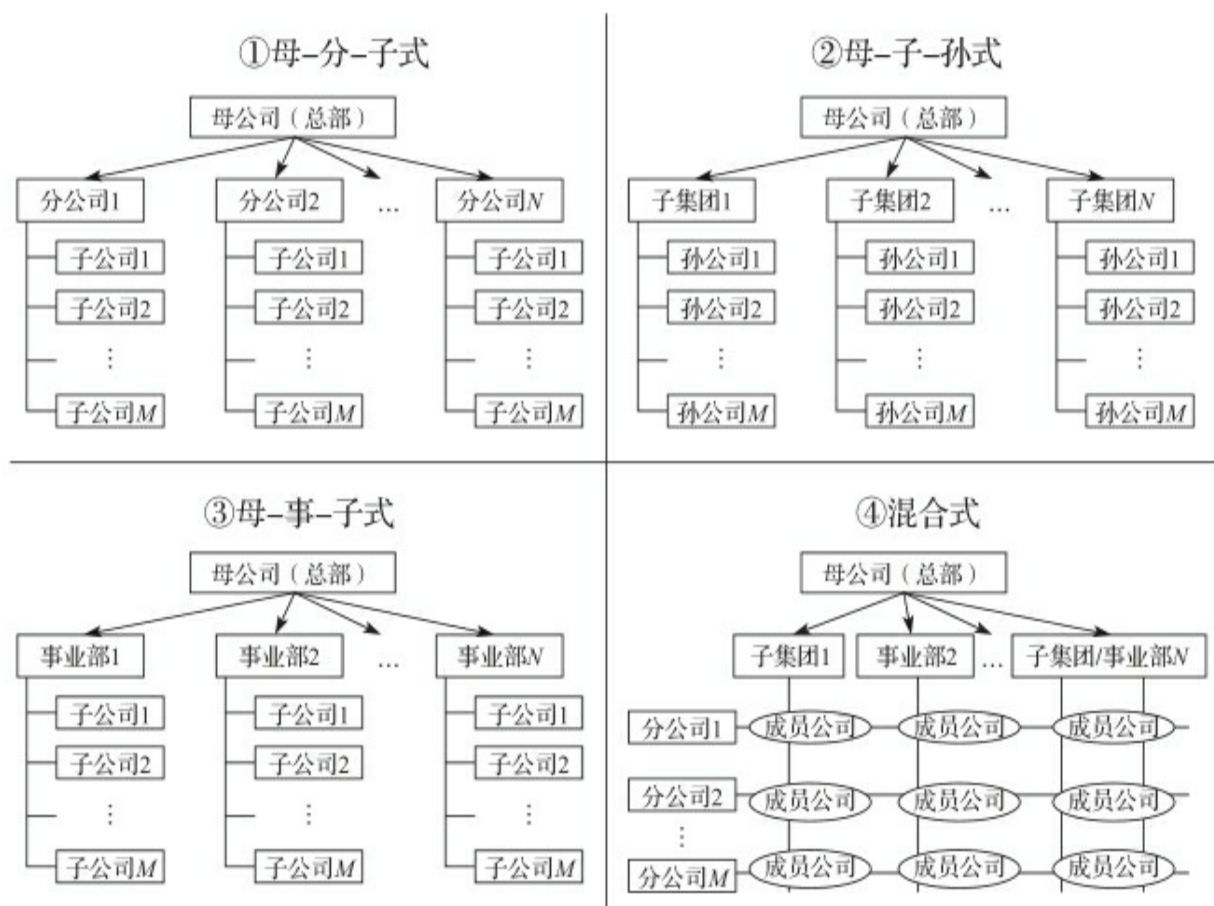 ①母–分–子式
母公司（总部）
分公司1 分公司2 … 分公司N
子公司1 子公司1 子公司1
子公司2 子公司2 子公司2
⋮ ⋮ ⋮
子公司M 子公司M 子公司M
②母–子–孙式
母公司（总部）
子集团1 子集团2 … 子集团N
孙公司1 孙公司1 孙公司1
孙公司2 孙公司2 孙公司2
⋮ ⋮ ⋮
孙公司M 孙公司M 孙公司M
③母–事–子式
母公司（总部）
事业部1 事业部2 … 事业部N
子公司1 子公司1 子公司1
子公司2 子公司2 子公司2
⋮ ⋮ ⋮
子公司M 子公司M 子公司M
④混合式
母公司（总部）
子集团1 事业部2 … 子集团/事业部N
分公司1 成员公司 成员公司 成员公司
分公司2 成员公司 成员公司 成员公司
⋮
分公司M 成员公司 成员公司 成员公司